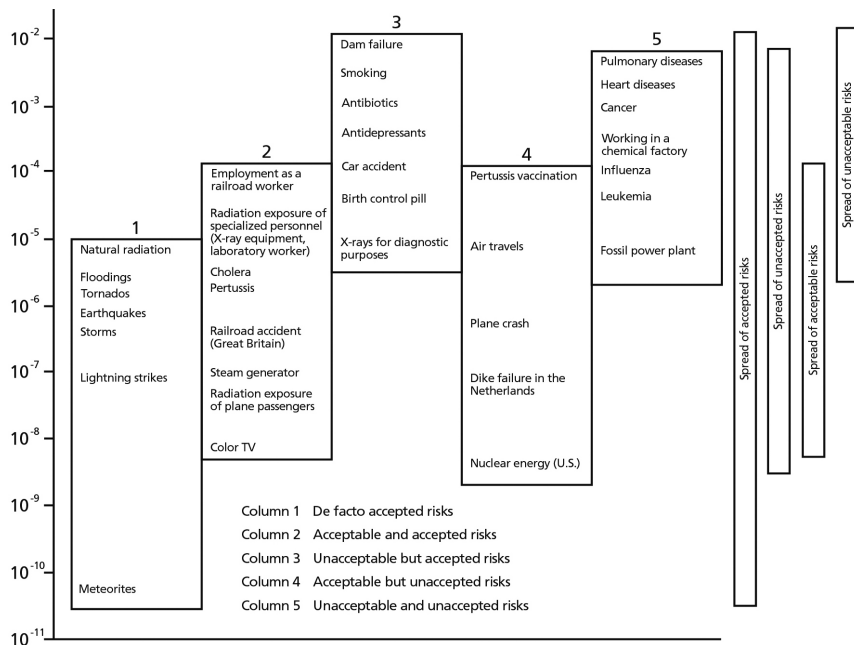 10-2
10-3
10-4
10-5
10-6
10-7
10-8
10-9
10-10
10-11
1
Natural radiation
Floodings
Tornados
Earthquakes
Storms
Lightning strikes
Meteorites
2
Employment as a
railroad worker
Radiation exposure of
specialized personnel
(X-ray equipment,
laboratory worker)
Cholera
Pertussis
Railroad accident
(Great Britain)
Steam generator
Radiation exposure
of plane passengers
Color TV
3
Dam failure
Smoking
Antibiotics
Antidepressants
Car accident
Birth control pill
X-rays for diagnostic
purposes
4
Pertussis vaccination
Air travels
Plane crash
Dike failure in the
Netherlands
Nuclear energy (U.S.)
5
Pulmonary diseases
Heart diseases
Cancer
Working in a
chemical factory
Influenza
Leukemia
Fossil power plant
Spread of accepted risks
Spread of unaccepted risks
Spread of acceptable risks
Spread of unacceptable risks
Column 1 De facto accepted risks
Column 2 Acceptable and accepted risks
Column 3 Unacceptable but accepted risks
Column 4 Acceptable but unaccepted risks
Column 5 Unacceptable and unaccepted risks